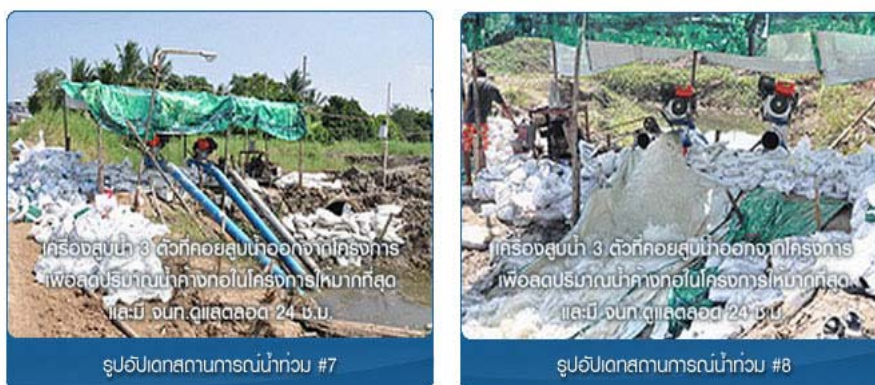 เครื่องสูบน้ำ 3 ตัวที่คอยสูบน้ำออกจากโครงการ
เพื่อลดปริมาณน้ำค้างท่อในโครงการให้มากที่สุด
และมี จนท.ดูแลตลอด 24 ช.ม.
รูปอัปเดทสถานการณ์น้ำท่วม #7
เครื่องสูบน้ำ 3 ตัวที่คอยสูบน้ำออกจากโครงการ
เพื่อลดปริมาณน้ำค้างท่อในโครงการให้มากที่สุด
และมี จนท.ดูแลตลอด 24 ช.ม.
รูปอัปเดทสถานการณ์น้ำท่วม #8